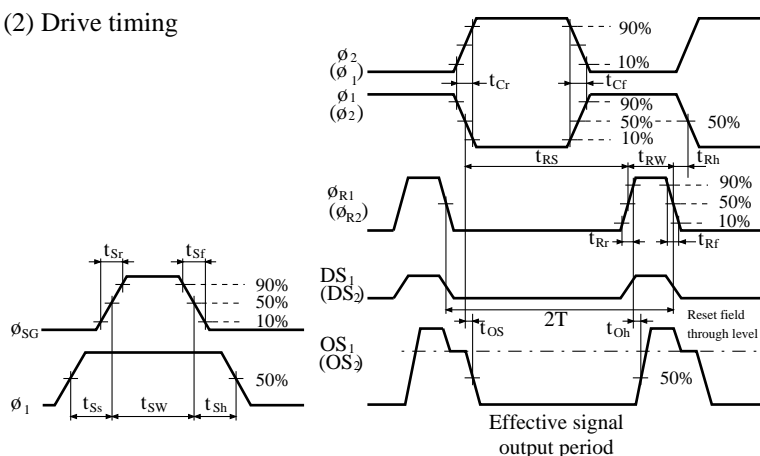 (2) Drive timing
90%
ø2
(ø1)
10%
tCr
tCf
ø1
(ø2)
90%
50%
10%
50%
tRS
tRW
tRh
øR1
(øR2)
90%
50%
10%
tRr
tRf
DS1
(DS2)
2T
tOS
tOh
Reset field
through level
OS1
(OS2)
50%
Effective signal
output period
tSr
tSf
90%
50%
10%
øSG
50%
ø1
tSs
tSW
tSh